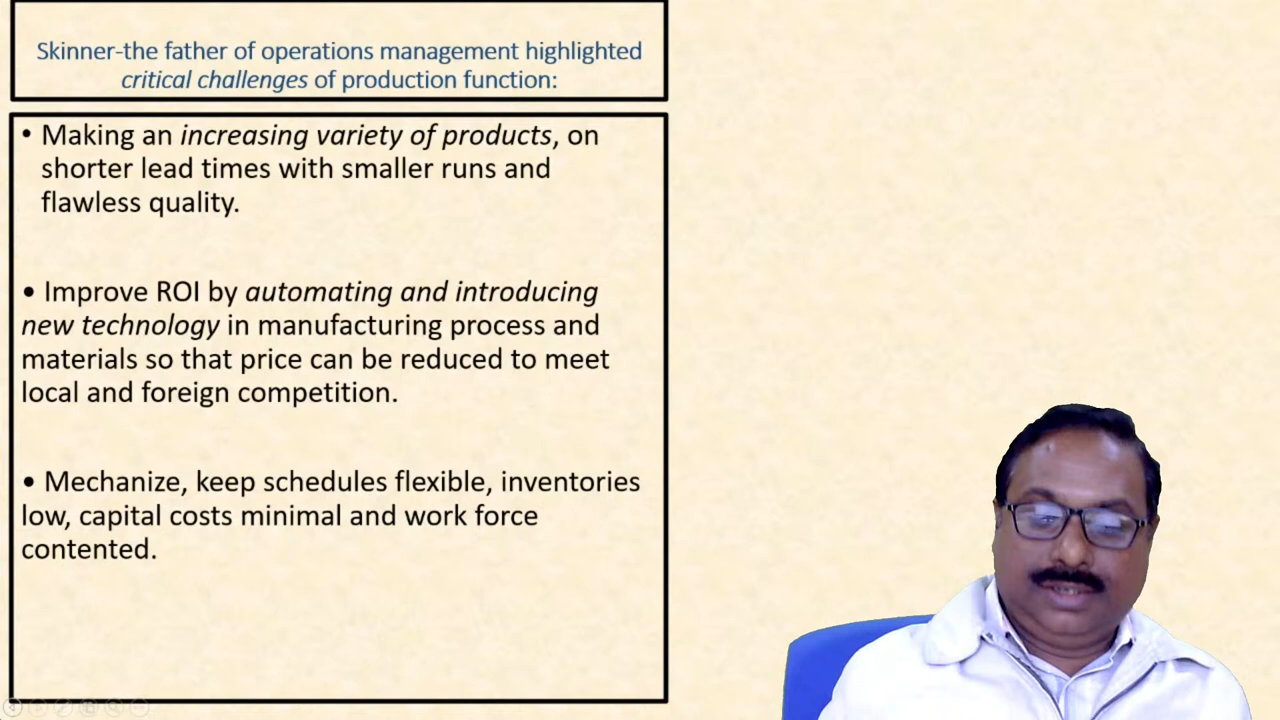 Skinner-the father of operations management highlighted
critical challenges of production function:
• Making an increasing variety of products, on
shorter lead times with smaller runs and
flawless quality.
• Improve ROI by automating and introducing
new technology in manufacturing process and
materials so that price can be reduced to meet
local and foreign competition.
• Mechanize, keep schedules flexible, inventories
low, capital costs minimal and work force
contented.